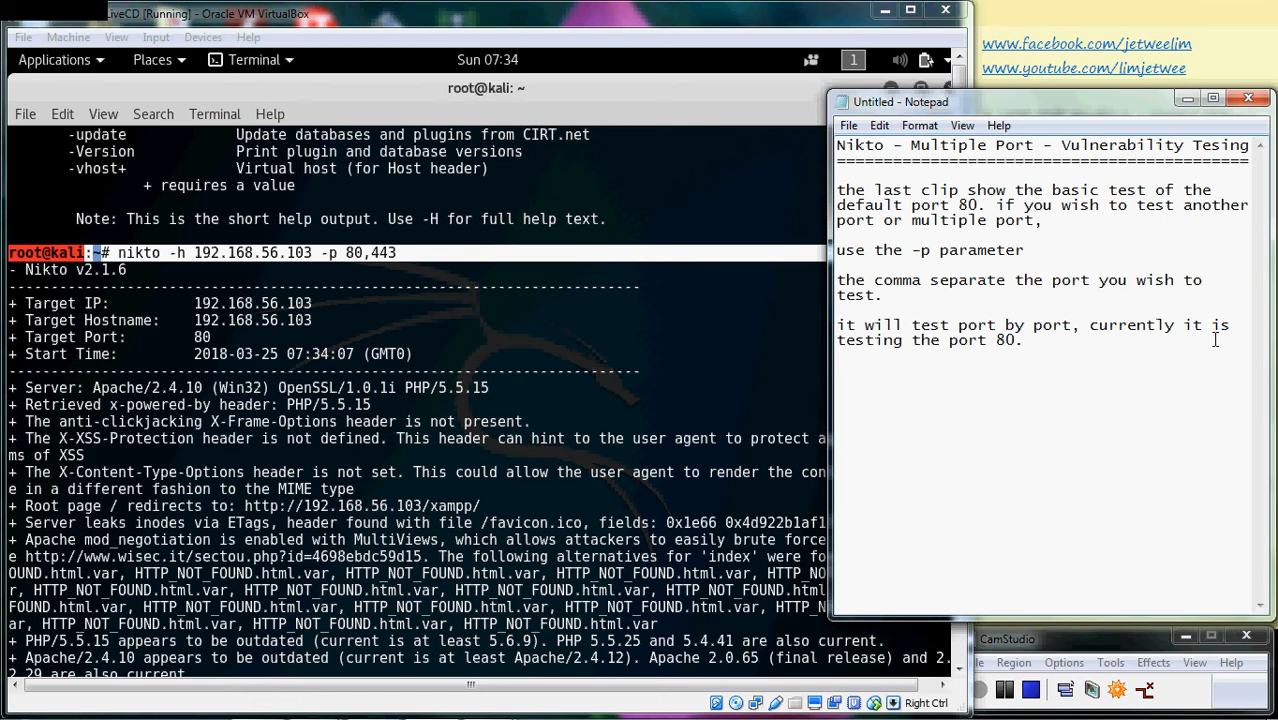 LiveCD [Running] - Oracle VM VirtualBox
File Machine View Input Devices Help
Applications Places Terminal Sun 07:34 1
root@kali: ~
File Edit View Search Terminal Help
-update Update databases and plugins from CIRT.net
-Version Print plugin and database versions
-vhost+ Virtual host (for Host header)
+ requires a value
Note: This is the short help output. Use -H for full help text.
root@kali:~# nikto -h 192.168.56.103 -p 80,443
- Nikto v2.1.6
---------------------------------------------------------------------------
+ Target IP: 192.168.56.103
+ Target Hostname: 192.168.56.103
+ Target Port: 80
+ Start Time: 2018-03-25 07:34:07 (GMT0)
---------------------------------------------------------------------------
+ Server: Apache/2.4.10 (Win32) OpenSSL/1.0.1i PHP/5.5.15
+ Retrieved x-powered-by header: PHP/5.5.15
+ The anti-clickjacking X-Frame-Options header is not present.
+ The X-XSS-Protection header is not defined. This header can hint to the user agent to protect a
ms of XSS
+ The X-Content-Type-Options header is not set. This could allow the user agent to render the con
e in a different fashion to the MIME type
+ Root page / redirects to: http://192.168.56.103/xampp/
+ Server leaks inodes via ETags, header found with file /favicon.ico, fields: 0x1e66 0x4d922b1af1
+ Apache mod_negotiation is enabled with MultiViews, which allows attackers to easily brute force
e http://www.wisec.it/sectou.php?id=4698ebdc59d15. The following alternatives for 'index' were fo
OUND.html.var, HTTP_NOT_FOUND.html.var, HTTP_NOT_FOUND.html.var, HTTP_NOT_FOUND.html.va
r, HTTP_NOT_FOUND.html.var, HTTP_NOT_FOUND.html.var, HTTP_NOT_FOUND.html.var, HTTP_NOT_
FOUND.html.var, HTTP_NOT_FOUND.html.var, HTTP_NOT_FOUND.html.var, HTTP_NOT_FOUND.html.v
ar, HTTP_NOT_FOUND.html.var, HTTP_NOT_FOUND.html.var
+ PHP/5.5.15 appears to be outdated (current is at least 5.6.9). PHP 5.5.25 and 5.4.41 are also current.
+ Apache/2.4.10 appears to be outdated (current is at least Apache/2.4.12). Apache 2.0.65 (final release) and 2.
2.29 are also current.
Right Ctrl
www.facebook.com/jetweelim
www.youtube.com/limjetwee
Untitled - Notepad
File Edit Format View Help
Nikto - Multiple Port - Vulnerability Tesing
============================================
the last clip show the basic test of the
default port 80. if you wish to test another
port or multiple port,
use the -p parameter
the comma separate the port you wish to
test.
it will test port by port, currently it is
testing the port 80.
CamStudio
Region Options Tools Effects View Help